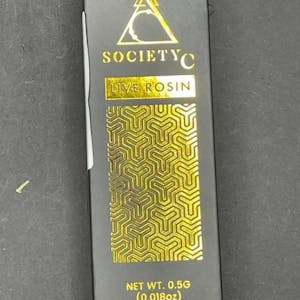 SOCIETY C
LIVE ROSIN
NET WT. 0.5G
(0.018oz)